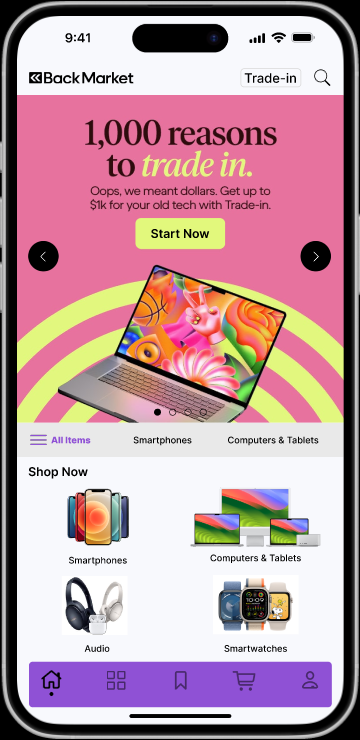 9:41
BackMarket
Trade-in
1,000 reasons
to trade in.
Oops, we meant dollars. Get up to
$1k for your old tech with Trade-in.
Start Now
All Items Smartphones Computers & Tablets
Shop Now
Smartphones Computers & Tablets
Audio Smartwatches